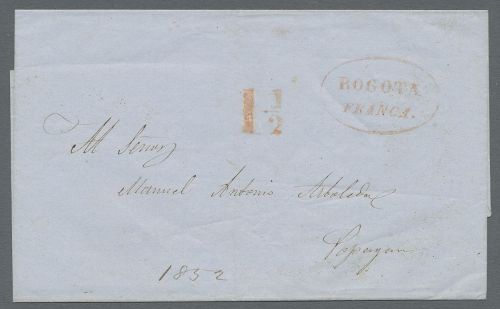 BOGOTA
FRANCA.
1 1/2
Al Señor
Manuel Antonio Arboleda
Popayan
1852